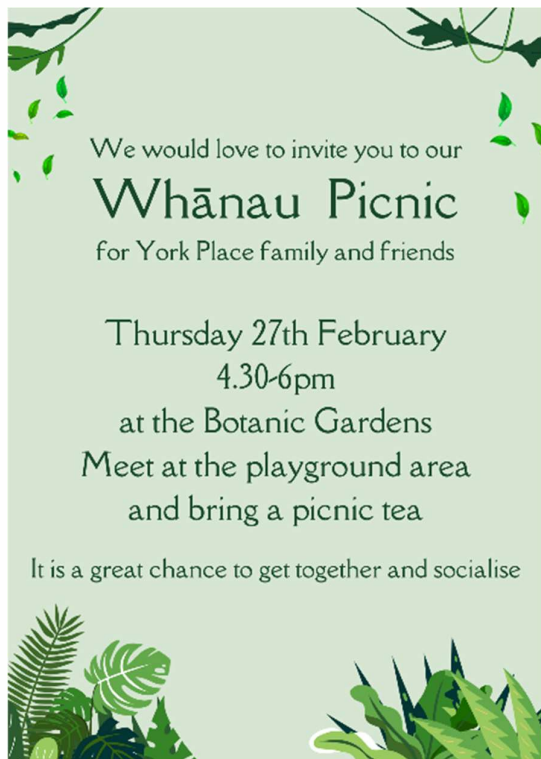 We would love to invite you to our
Whānau Picnic
for York Place family and friends
Thursday 27th February
4.30-6pm
at the Botanic Gardens
Meet at the playground area
and bring a picnic tea
It is a great chance to get together and socialise